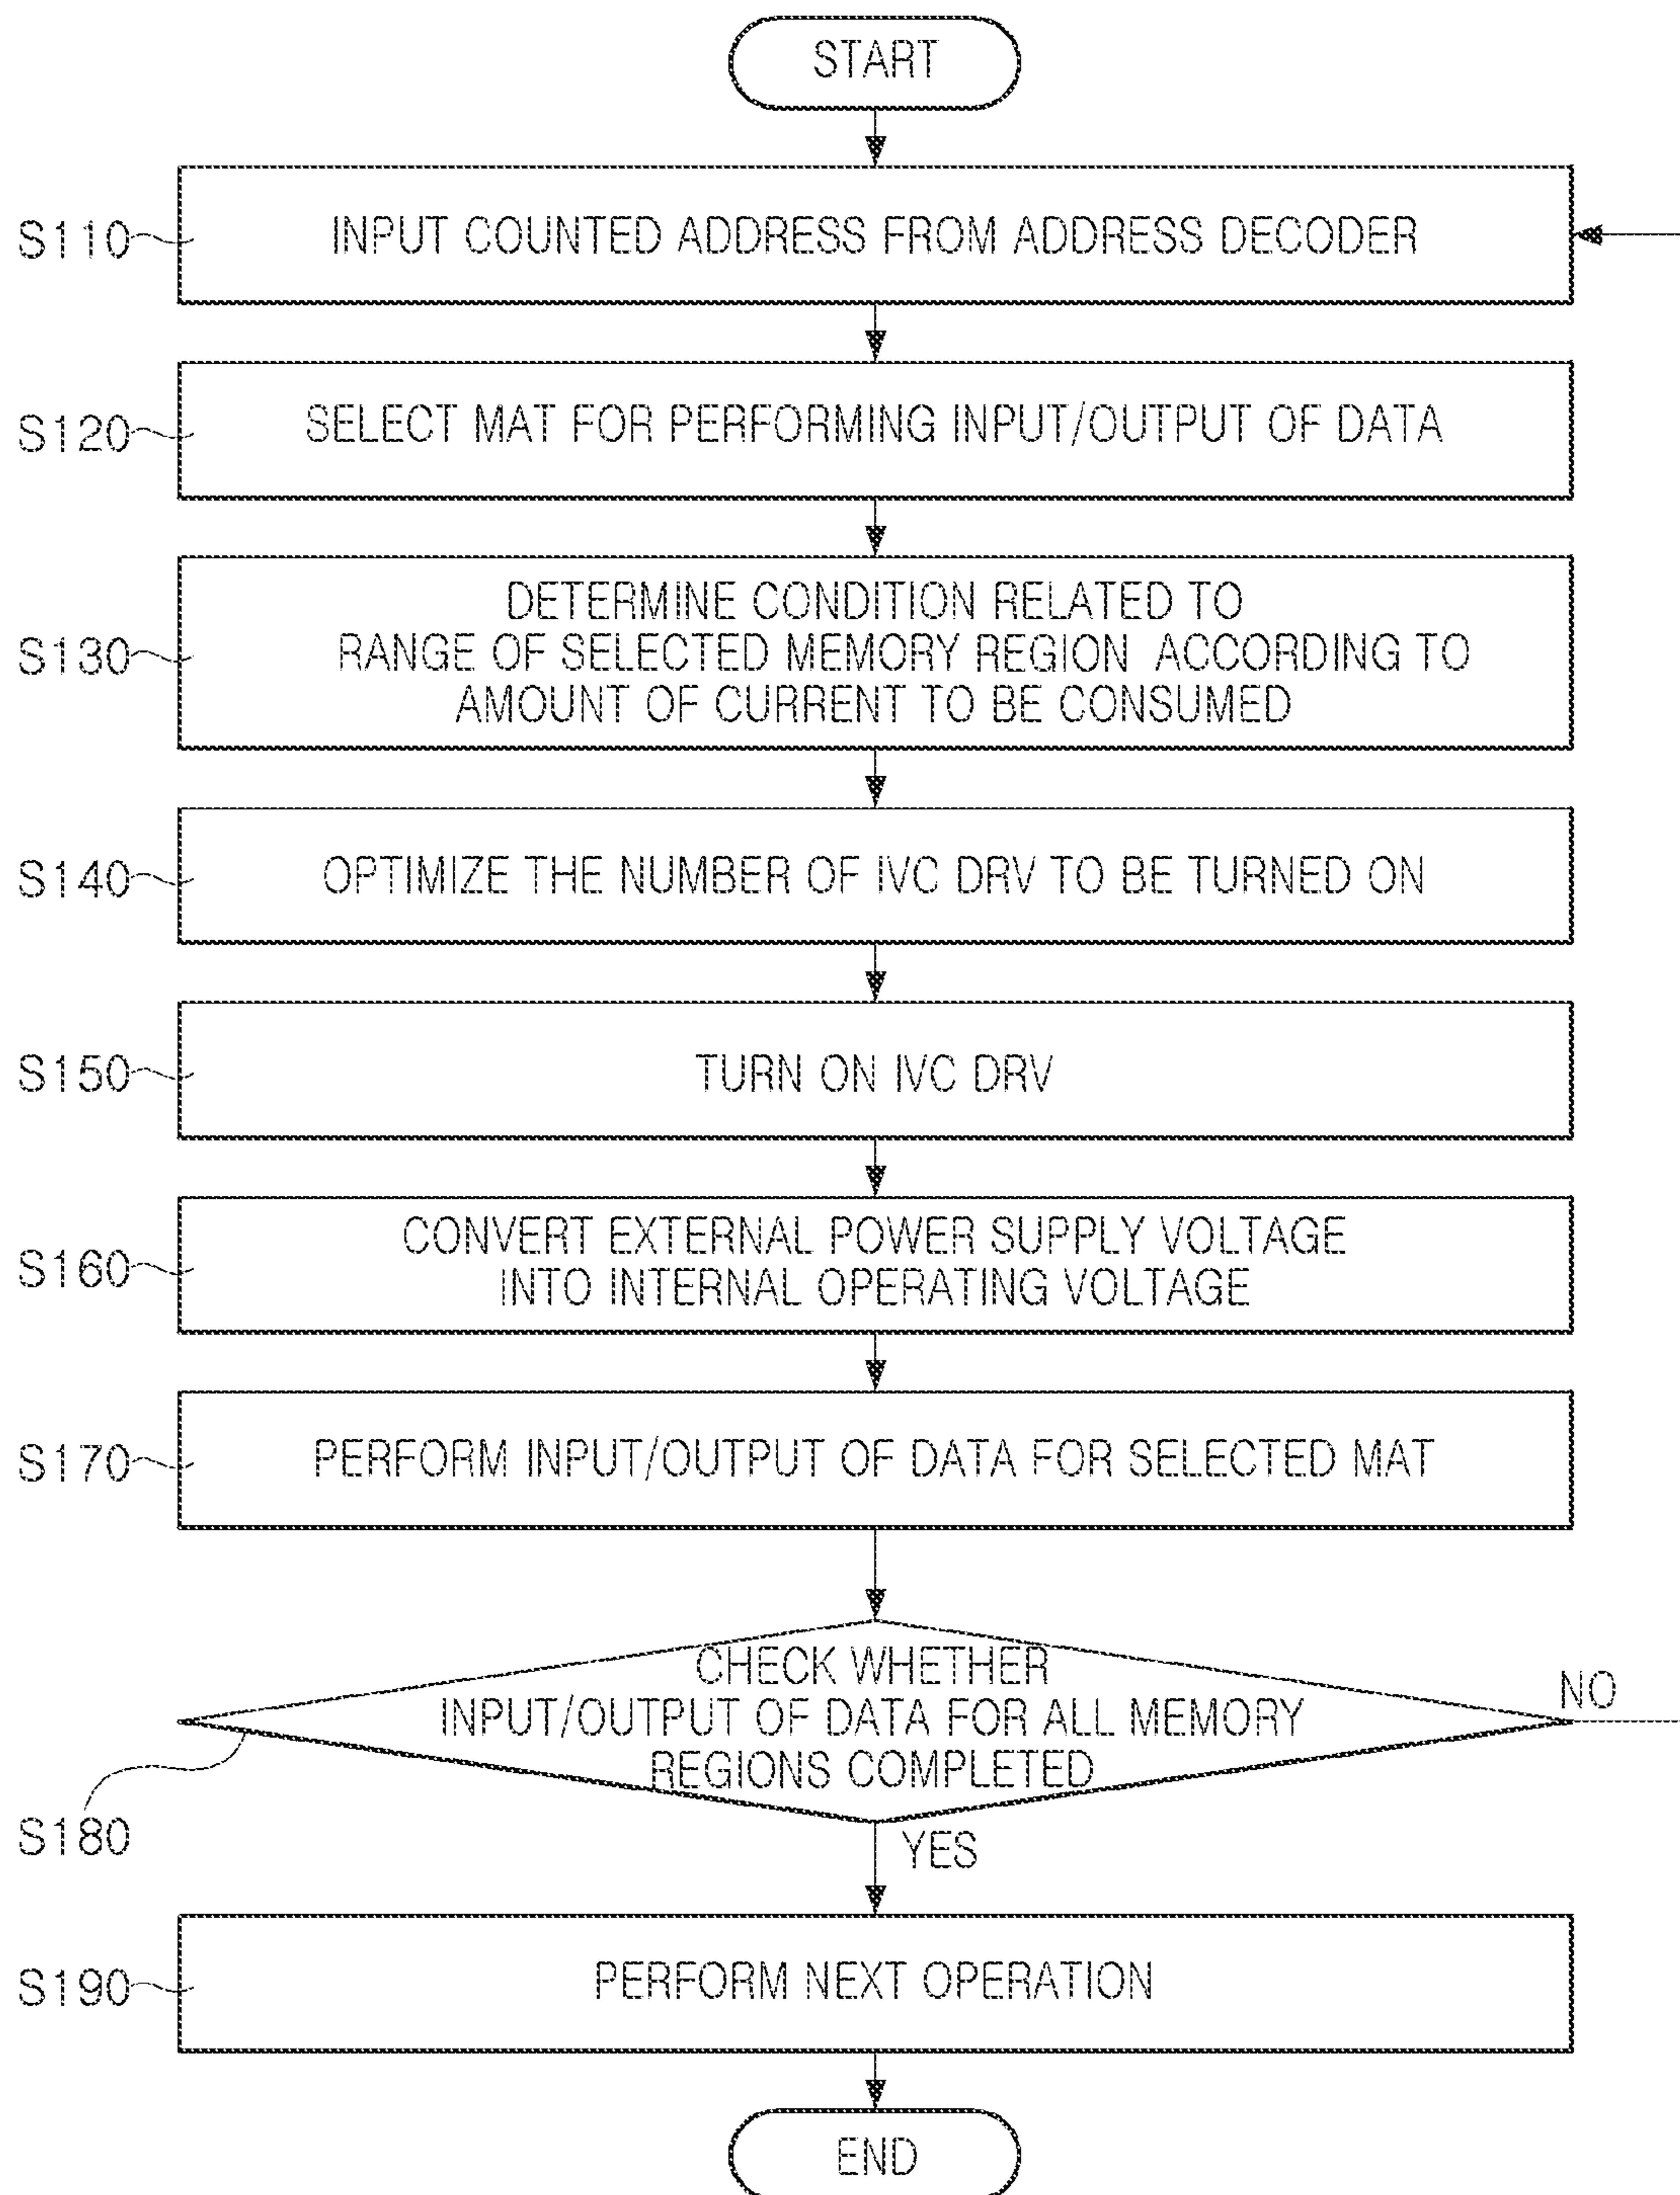 START
S110
INPUT COUNTED ADDRESS FROM ADDRESS DECODER
S120
SELECT MAT FOR PERFORMING INPUT/OUTPUT OF DATA
S130
DETERMINE CONDITION RELATED TO
RANGE OF SELECTED MEMORY REGION ACCORDING TO
AMOUNT OF CURRENT TO BE CONSUMED
S140
OPTIMIZE THE NUMBER OF IVC DRV TO BE TURNED ON
S150
TURN ON IVC DRV
S160
CONVERT EXTERNAL POWER SUPPLY VOLTAGE
INTO INTERNAL OPERATING VOLTAGE
S170
PERFORM INPUT/OUTPUT OF DATA FOR SELECTED MAT
S180
CHECK WHETHER
INPUT/OUTPUT OF DATA FOR ALL MEMORY
REGIONS COMPLETED
NO
YES
S190
PERFORM NEXT OPERATION
END